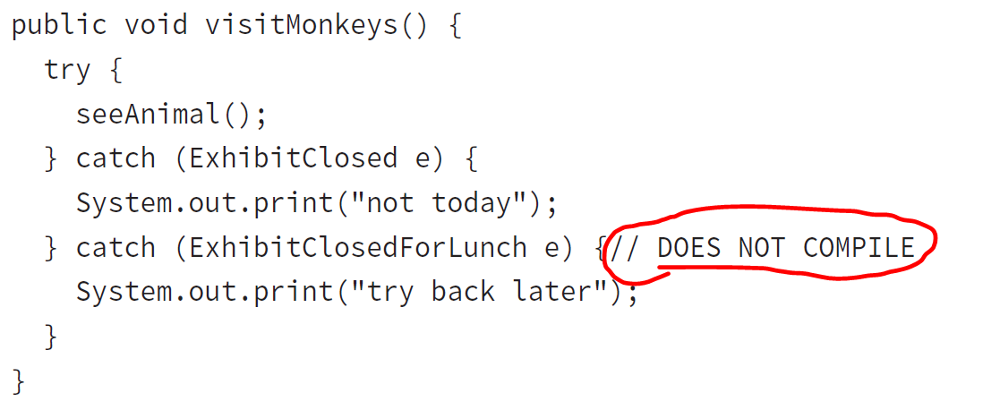 public void visitMonkeys() {
  try {
    seeAnimal();
  } catch (ExhibitClosed e) {
    System.out.print("not today");
  } catch (ExhibitClosedForLunch e) {// DOES NOT COMPILE
    System.out.print("try back later");
  }
}